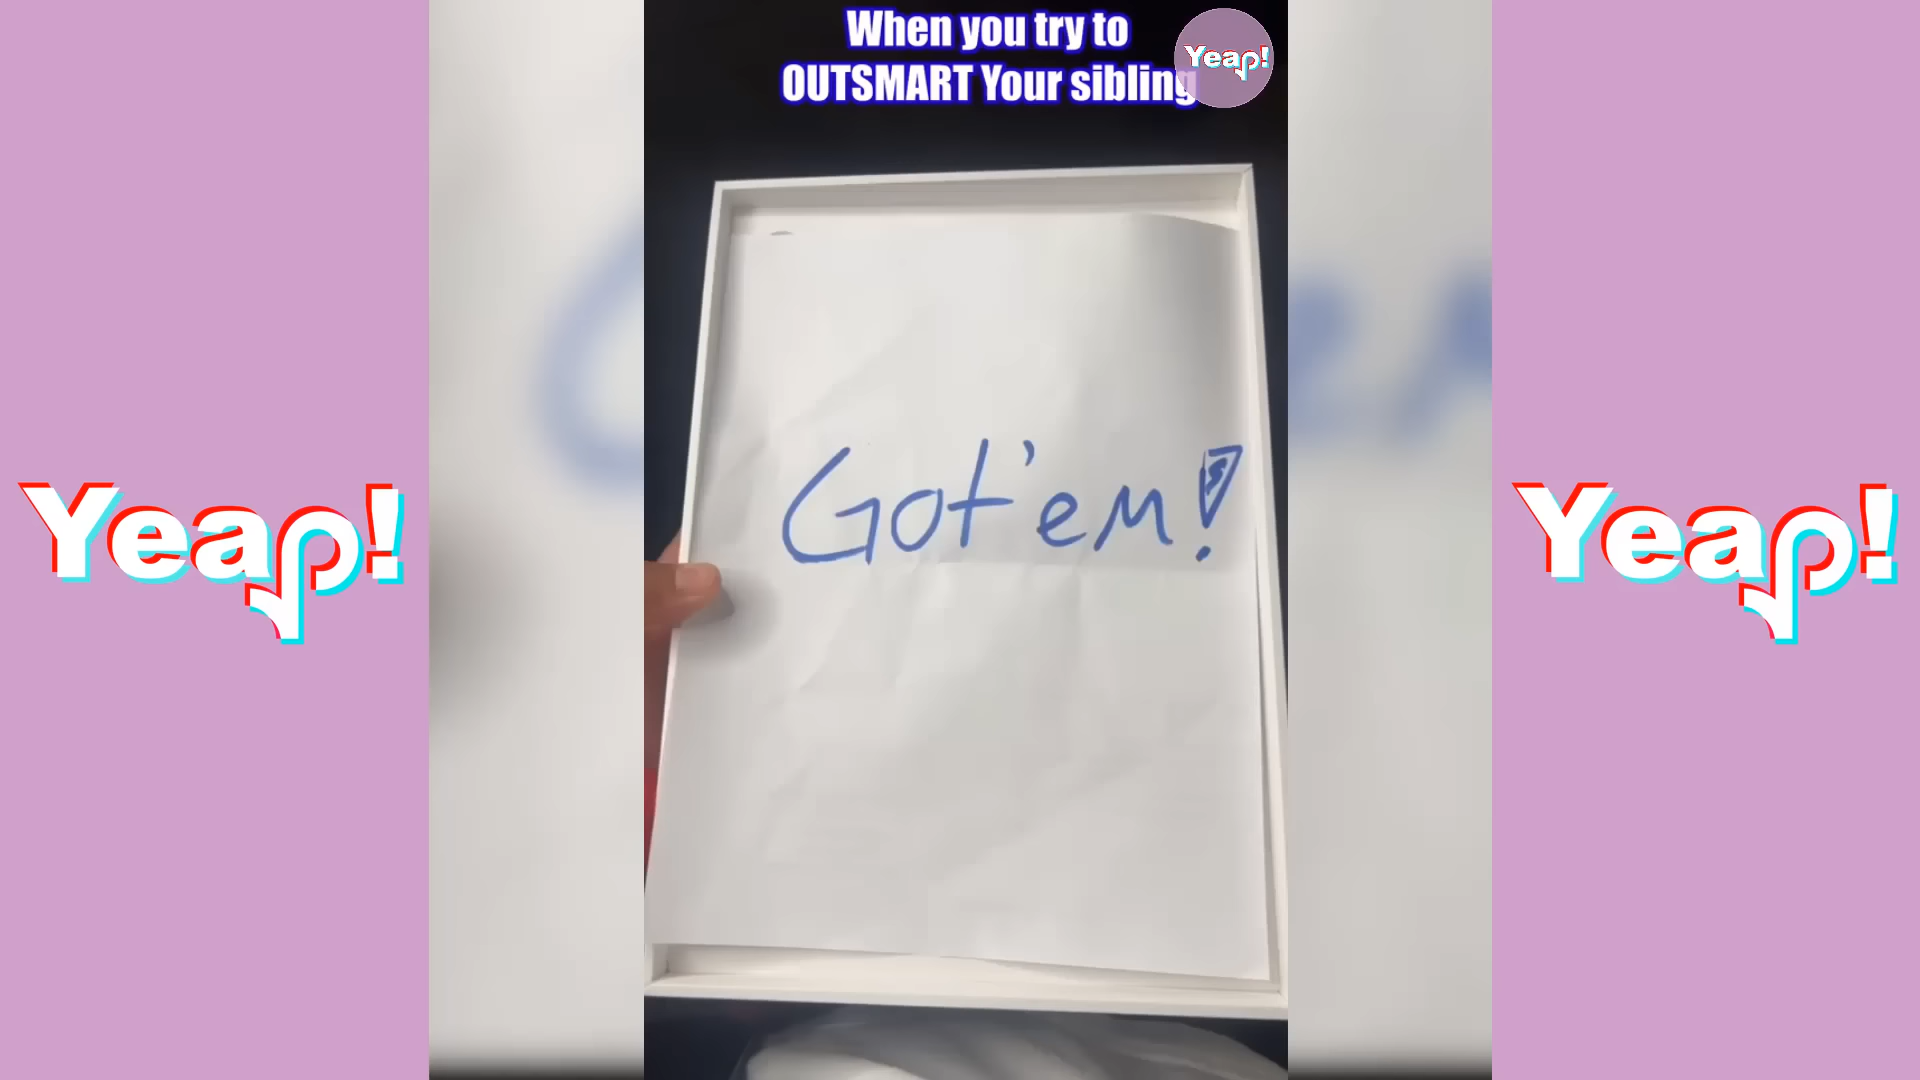 When you try to
OUTSMART Your sibling
Yeap!
Got'em!
Yeap!
Yeap!